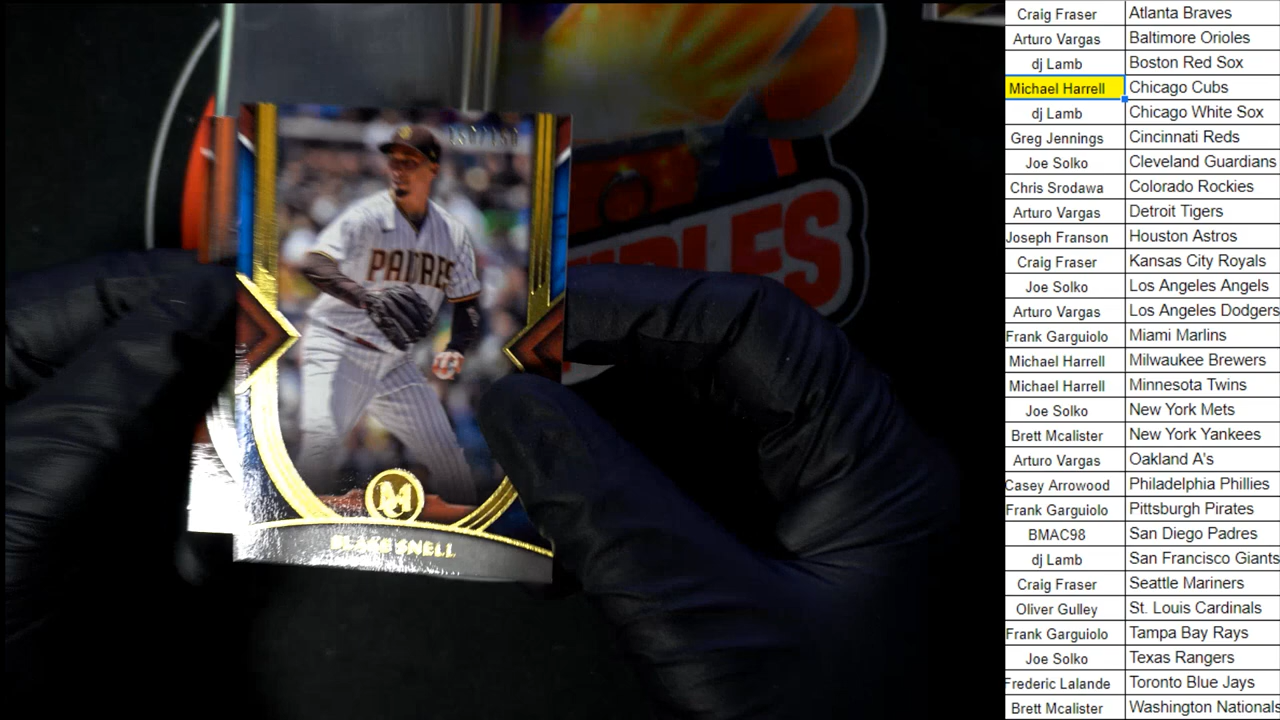 PADRES
M
BLAKE SNELL
Craig Fraser Atlanta Braves
Arturo Vargas Baltimore Orioles
dj Lamb Boston Red Sox
Michael Harrell Chicago Cubs
dj Lamb Chicago White Sox
Greg Jennings Cincinnati Reds
Joe Solko Cleveland Guardians
Chris Srodawa Colorado Rockies
Arturo Vargas Detroit Tigers
Joseph Franson Houston Astros
Craig Fraser Kansas City Royals
Joe Solko Los Angeles Angels
Arturo Vargas Los Angeles Dodgers
Frank Garguiolo Miami Marlins
Michael Harrell Milwaukee Brewers
Michael Harrell Minnesota Twins
Joe Solko New York Mets
Brett Mcalister New York Yankees
Arturo Vargas Oakland A's
Casey Arrowood Philadelphia Phillies
Frank Garguiolo Pittsburgh Pirates
BMAC98 San Diego Padres
dj Lamb San Francisco Giants
Craig Fraser Seattle Mariners
Oliver Gulley St. Louis Cardinals
Frank Garguiolo Tampa Bay Rays
Joe Solko Texas Rangers
Frederic Lalande Toronto Blue Jays
Brett Mcalister Washington Nationals